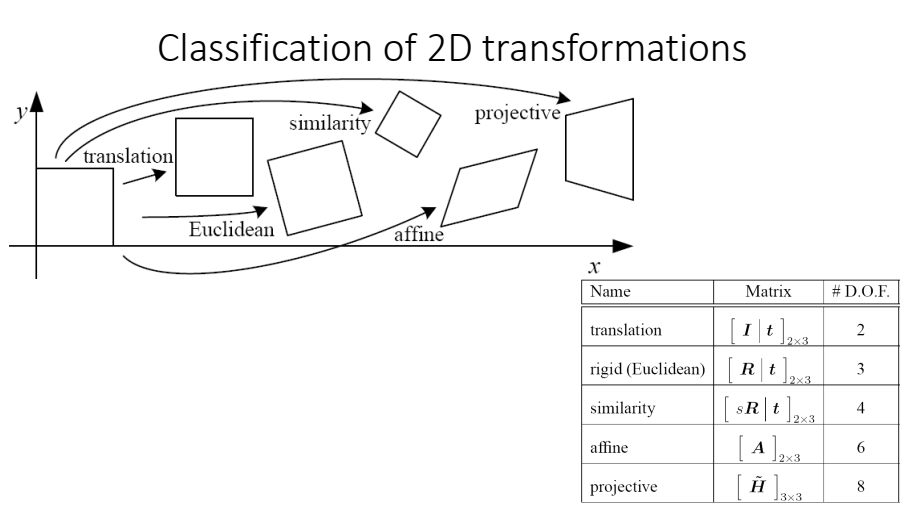 Classification of 2D transformations
y
similarity
projective
translation
Euclidean
affine
x
Name Matrix # D.O.F.
translation [ I | t ]2×3 2
rigid (Euclidean) [ R | t ]2×3 3
similarity [ sR | t ]2×3 4
affine [ A ]2×3 6
projective [ H̃ ]3×3 8